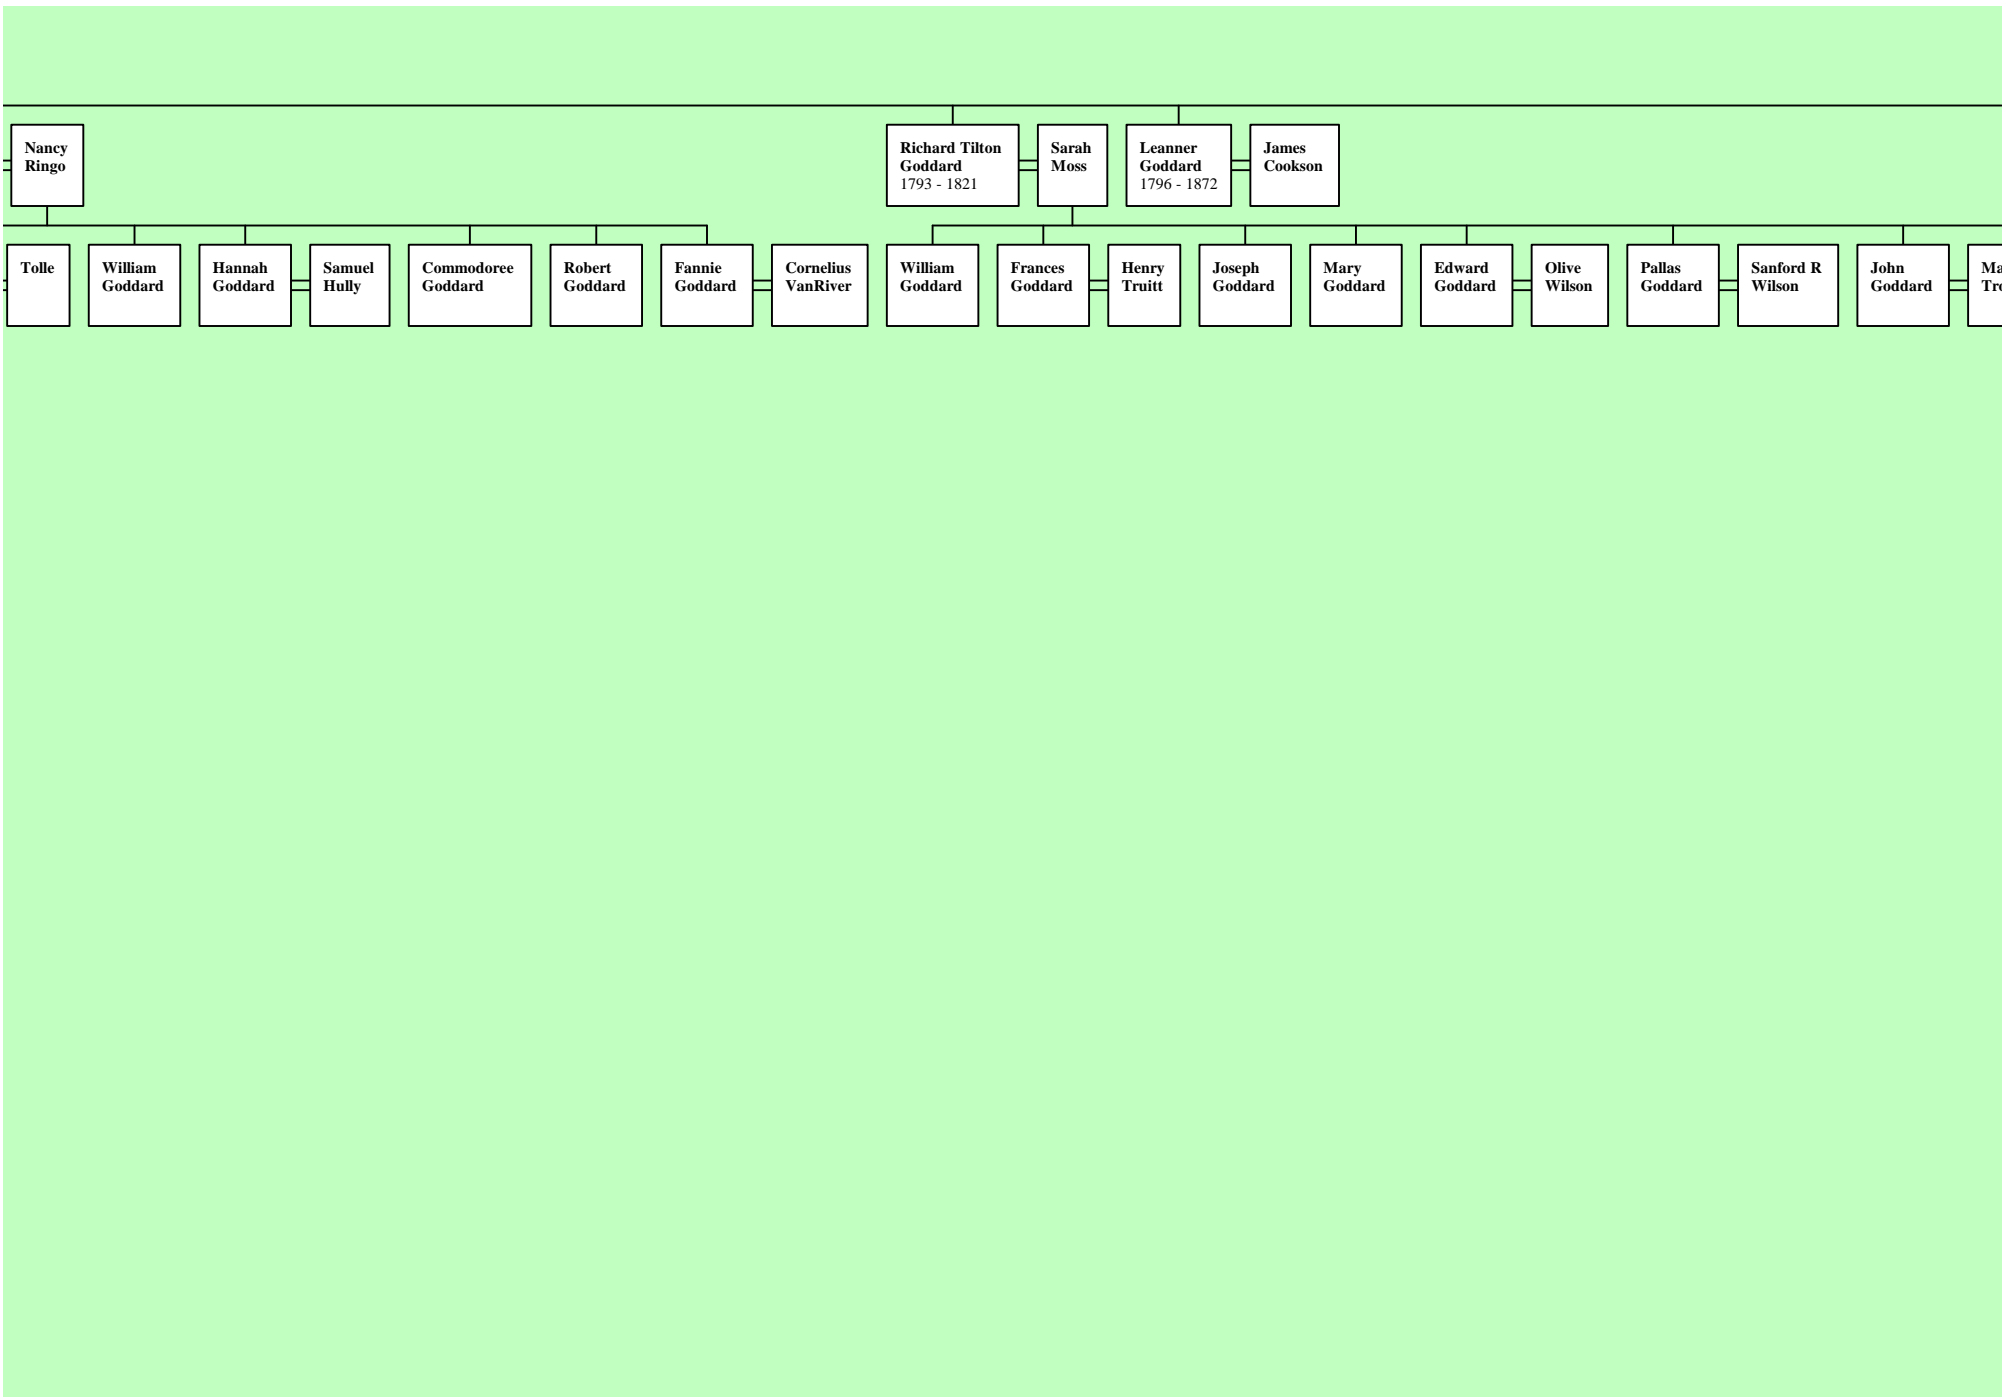 Nancy
Ringo
Richard Tilton
Goddard
1793 - 1821
Sarah
Moss
Leanner
Goddard
1796 - 1872
James
Cookson
Tolle
William
Goddard
Hannah
Goddard
Samuel
Hully
Commodoree
Goddard
Robert
Goddard
Fannie
Goddard
Cornelius
VanRiver
William
Goddard
Frances
Goddard
Henry
Truitt
Joseph
Goddard
Mary
Goddard
Edward
Goddard
Olive
Wilson
Pallas
Goddard
Sanford R
Wilson
John
Goddard